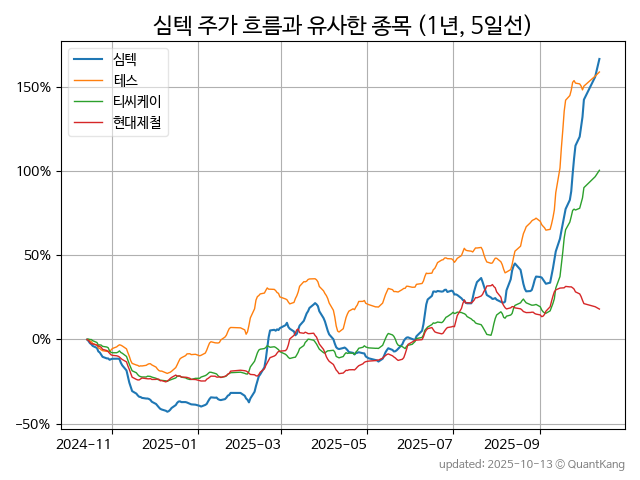 심텍 주가 흐름과 유사한 종목 (1년, 5일선)
심텍
테스
티씨케이
현대제철
150%
100%
50%
0%
−50%
2024-11 2025-01 2025-03 2025-05 2025-07 2025-09
updated: 2025-10-13 © QuantKang